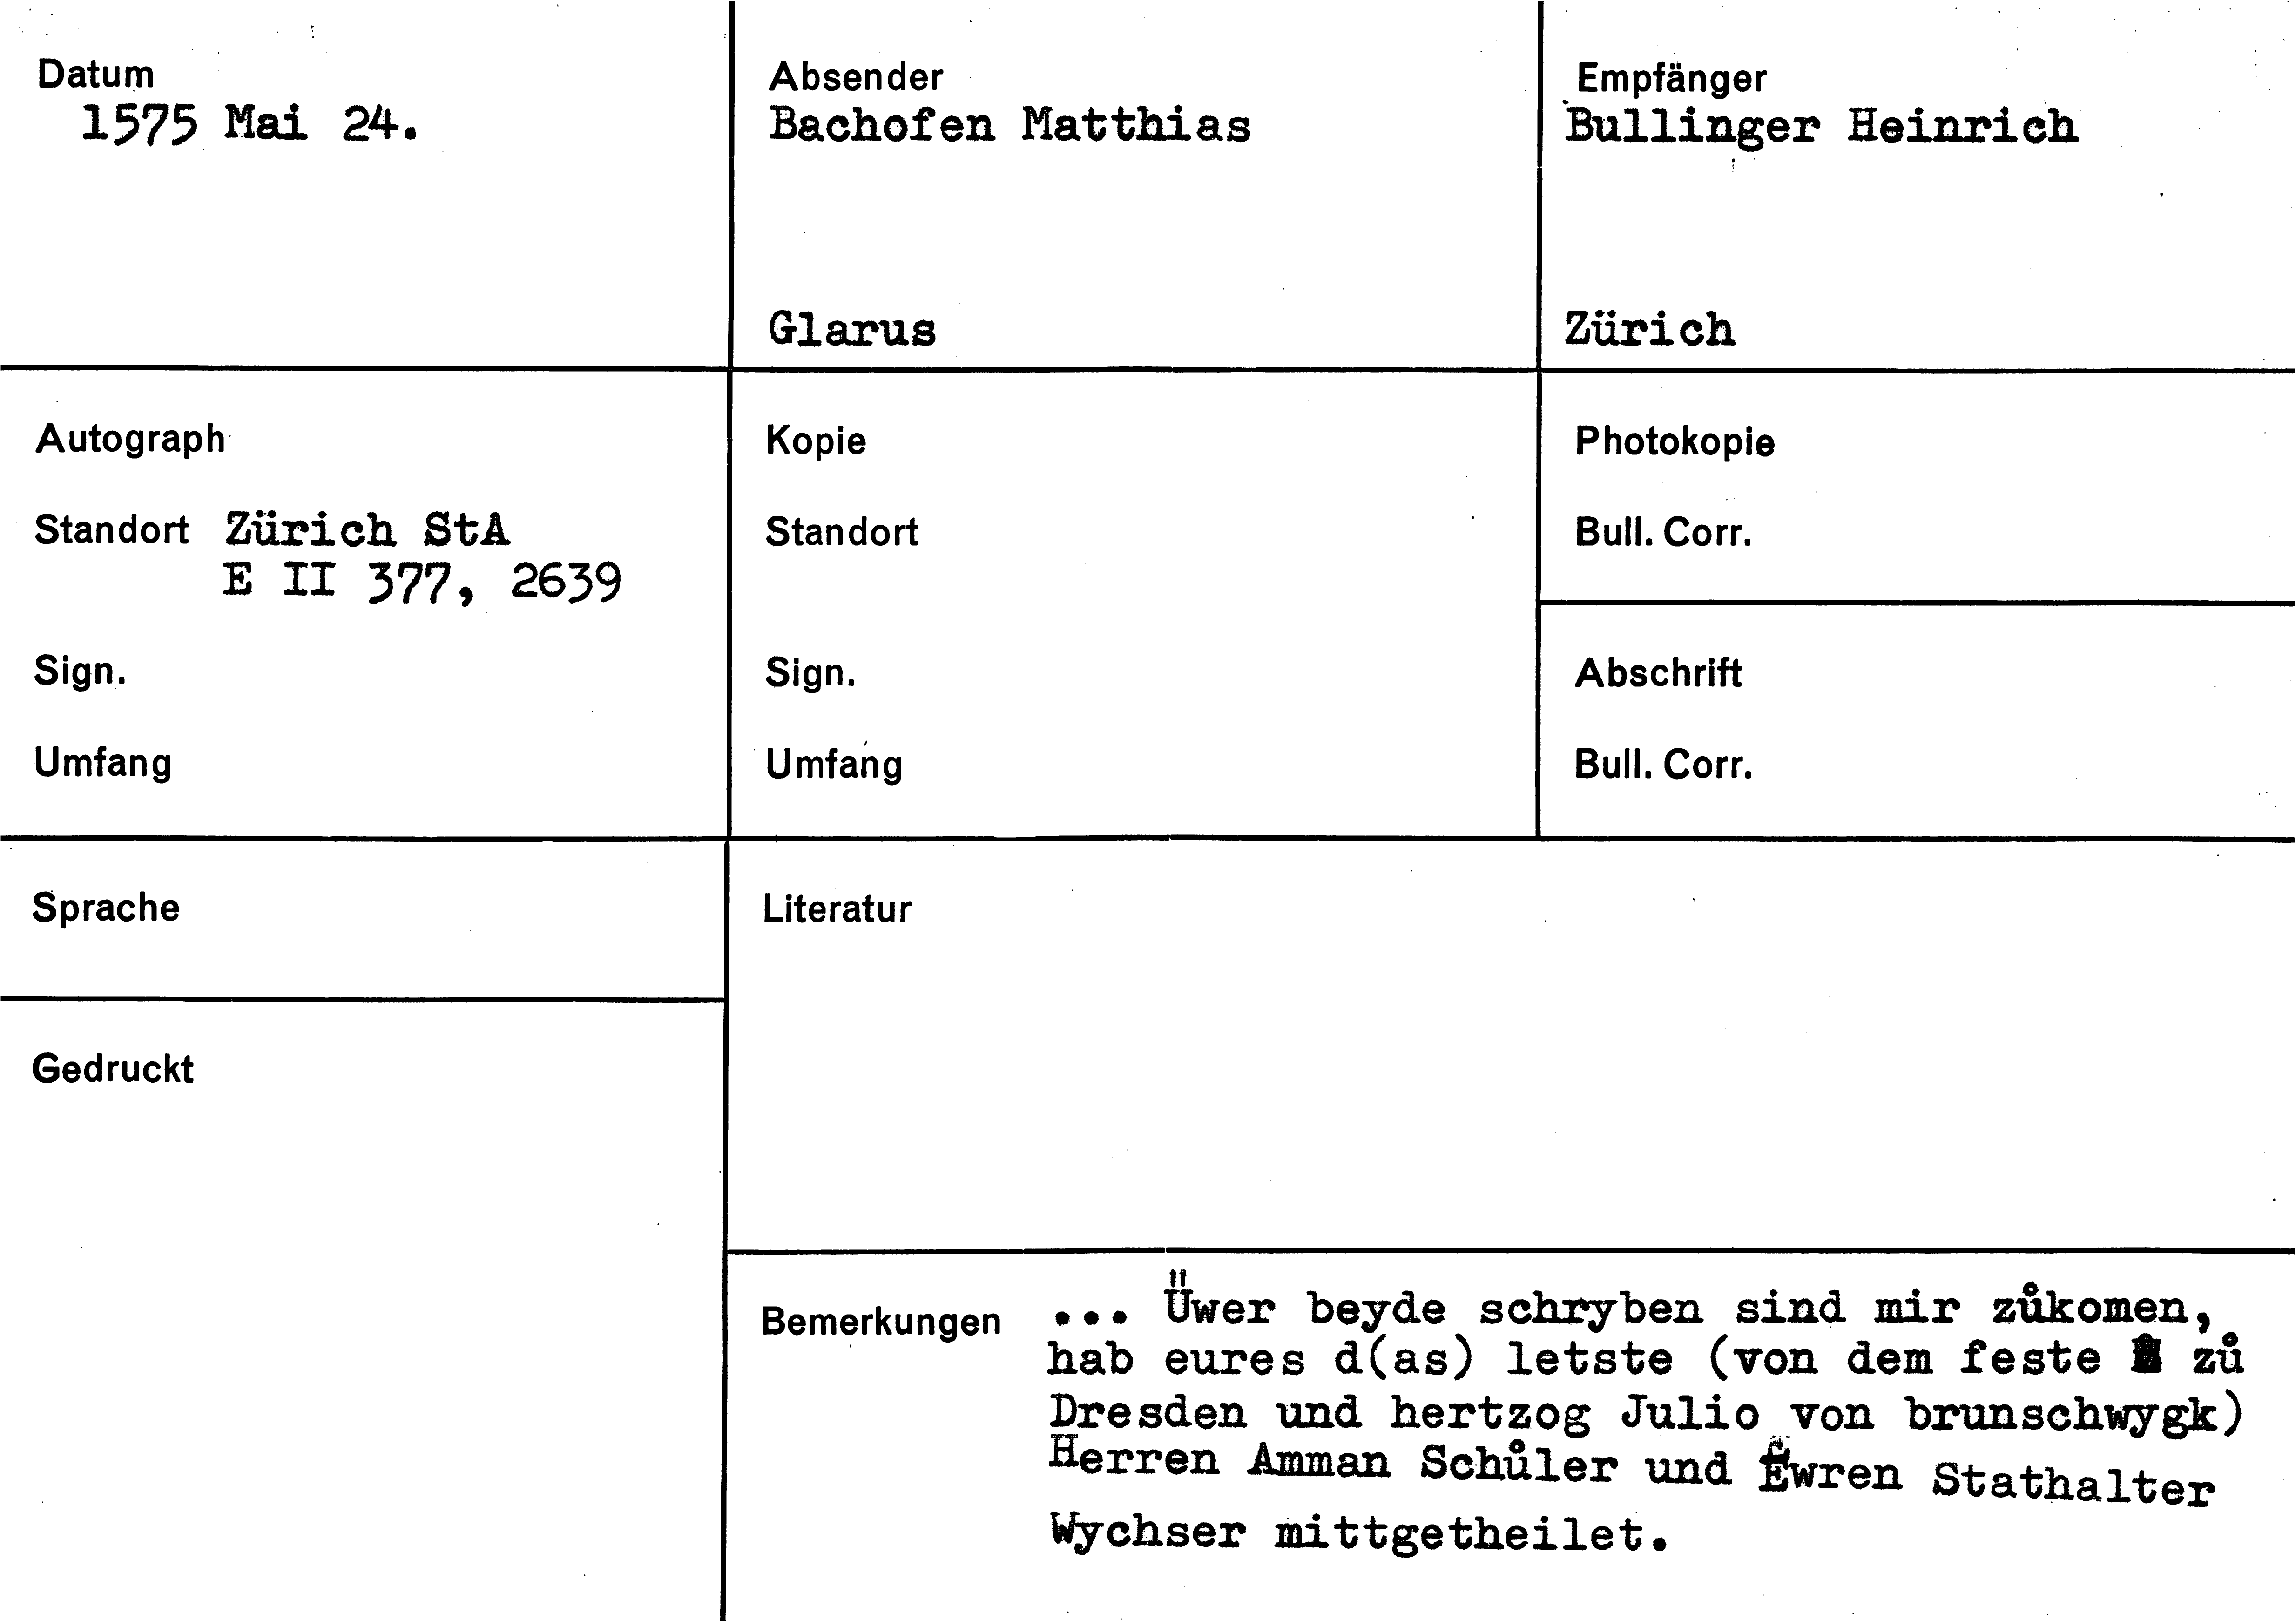 Datum
1575 Mai 24.
Absender
Bachofen Matthias
Glarus
Empfänger
Bullinger Heinrich
Zürich
Autograph
Standort Zürich StA
E II 377, 2639
Sign.
Umfang
Kopie
Standort
Sign.
Umfang
Photokopie
Bull. Corr.
Abschrift
Bull. Corr.
Sprache
Gedruckt
Literatur
Bemerkungen ... Üwer beyde schryben sind mir zůkomen,
hab eures d(as) letste (von dem feste zů
Dresden und hertzog Julio von brunschwygk)
Herren Amman Schůler und Ewren Stathalter
Wychser mittgetheilet.